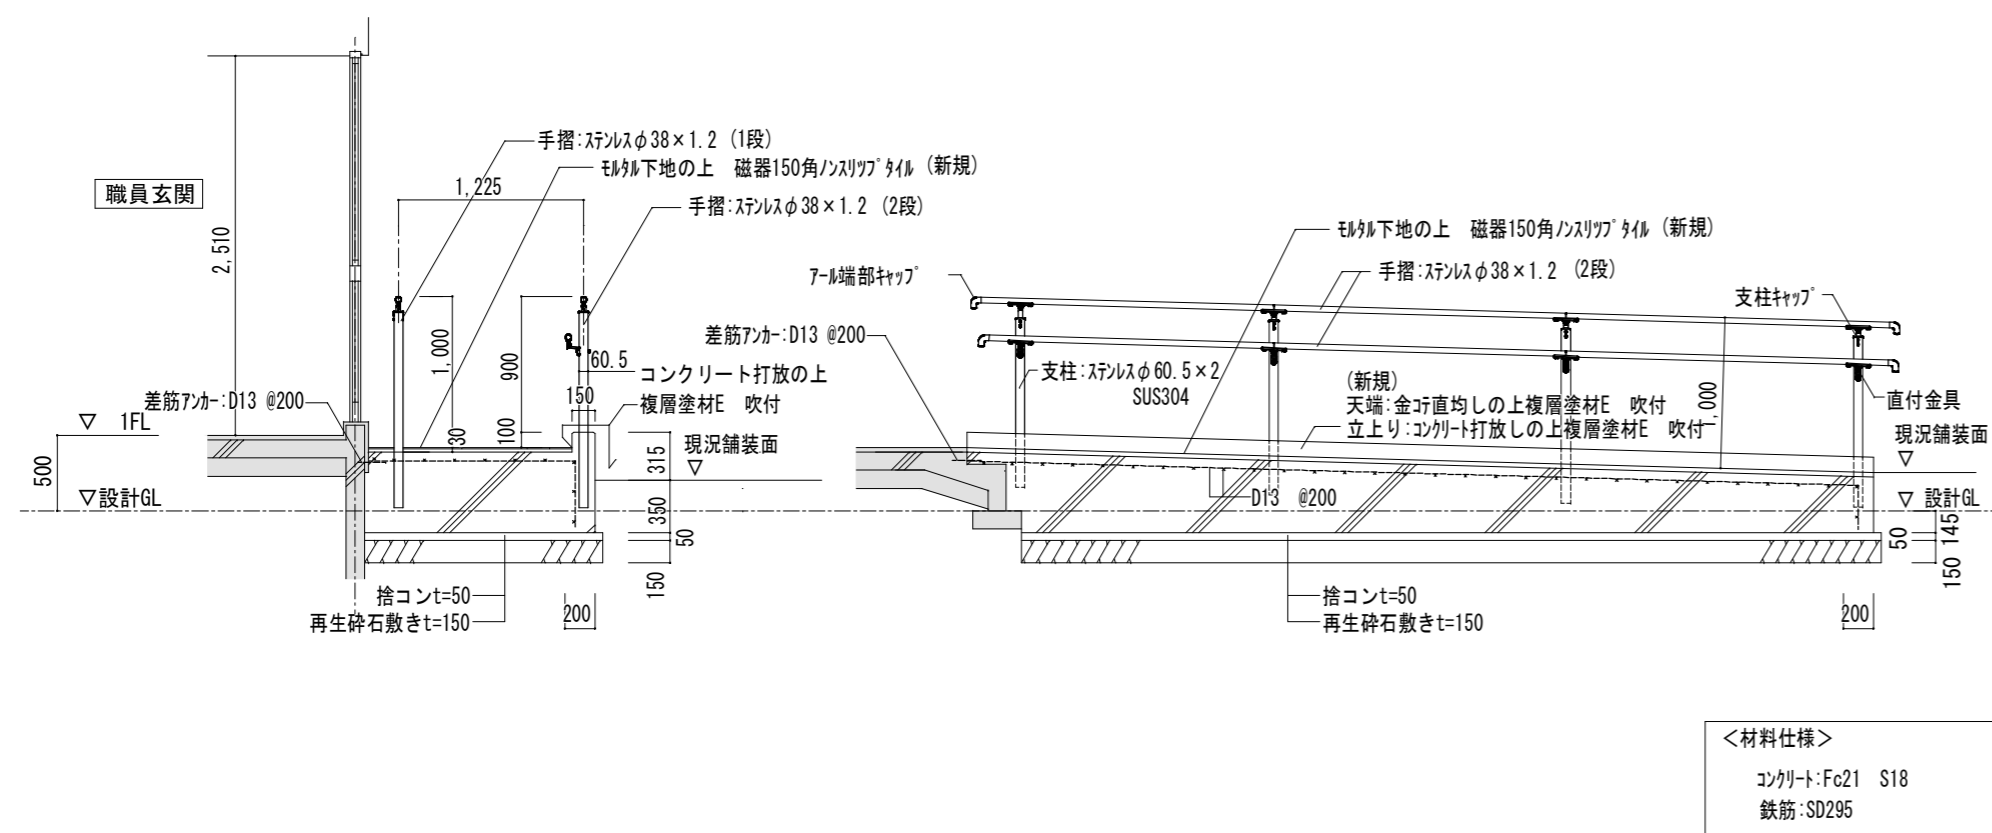 手摺:ステンレスφ38×1.2 (1段)
モルタル下地の上　磁器150角ノンスリップタイル (新規)
職員玄関
1,225
手摺:ステンレスφ38×1.2 (2段)
2,510
1,000
900
60.5
コンクリート打放の上
複層塗材E　吹付
150
差筋アンカー:D13 @200
▽ 1FL
30
100
315
現況舗装面
▽
500
▽設計GL
350
50
150
捨コンt=50
再生砕石敷きt=150
200
モルタル下地の上　磁器150角ノンスリップタイル (新規)
アール端部キャップ
手摺:ステンレスφ38×1.2 (2段)
支柱キャップ
差筋アンカー:D13 @200
支柱:ステンレスφ60.5×2
SUS304
(新規)
天端:金コテ直均しの上複層塗材E　吹付
立上り:コンクリート打放しの上複層塗材E　吹付
1,000
直付金具
現況舗装面
▽
D13 @200
▽ 設計GL
50
145
150
捨コンt=50
再生砕石敷きt=150
200
＜材料仕様＞
コンクリート:Fc21　S18
鉄筋:SD295